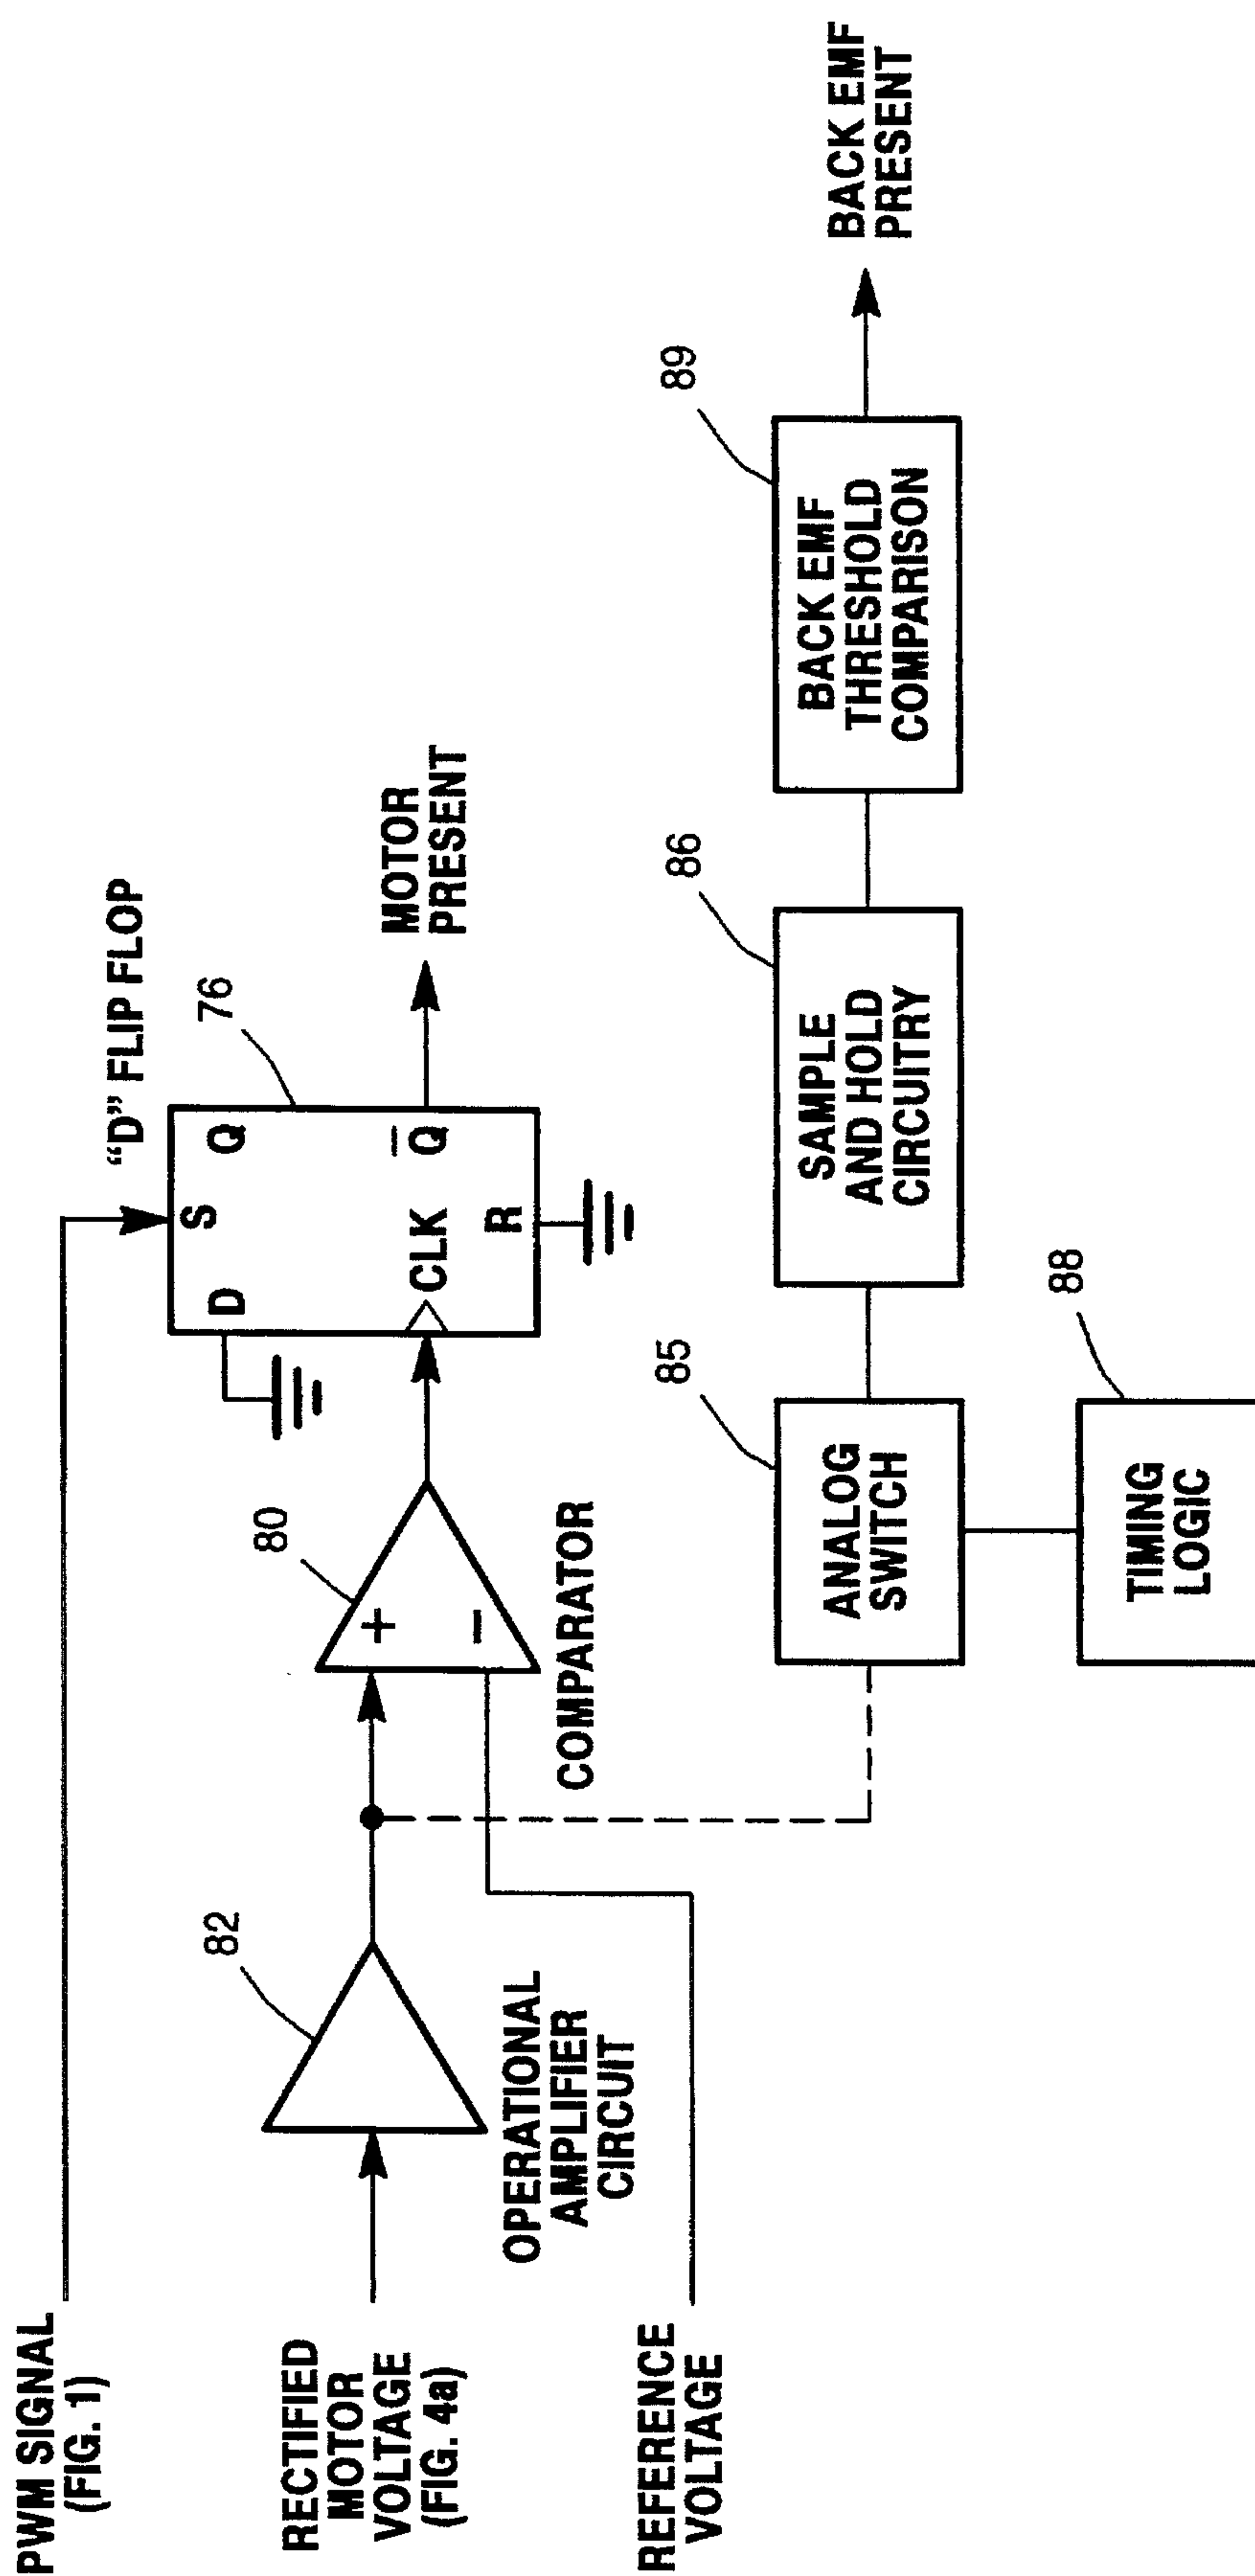 PWM SIGNAL
(FIG. 1)
RECTIFIED
MOTOR
VOLTAGE
(FIG. 4a)
REFERENCE
VOLTAGE
82
OPERATIONAL
AMPLIFIER
CIRCUIT
80
+
−
COMPARATOR
"D" FLIP FLOP
76
S
D
Q
CLK
Q̅
R
MOTOR
PRESENT
85
ANALOG
SWITCH
88
TIMING
LOGIC
86
SAMPLE
AND HOLD
CIRCUITRY
89
BACK EMF
THRESHOLD
COMPARISON
BACK EMF
PRESENT